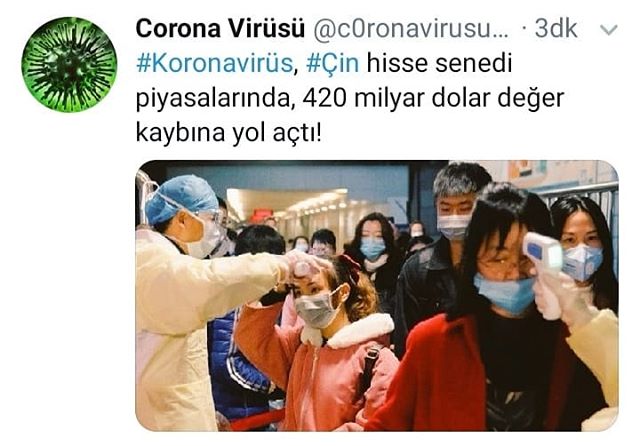 Corona Virüsü @c0ronavirusu... · 3dk
#Koronavirüs, #Çin hisse senedi
piyasalarında, 420 milyar dolar değer
kaybına yol açtı!